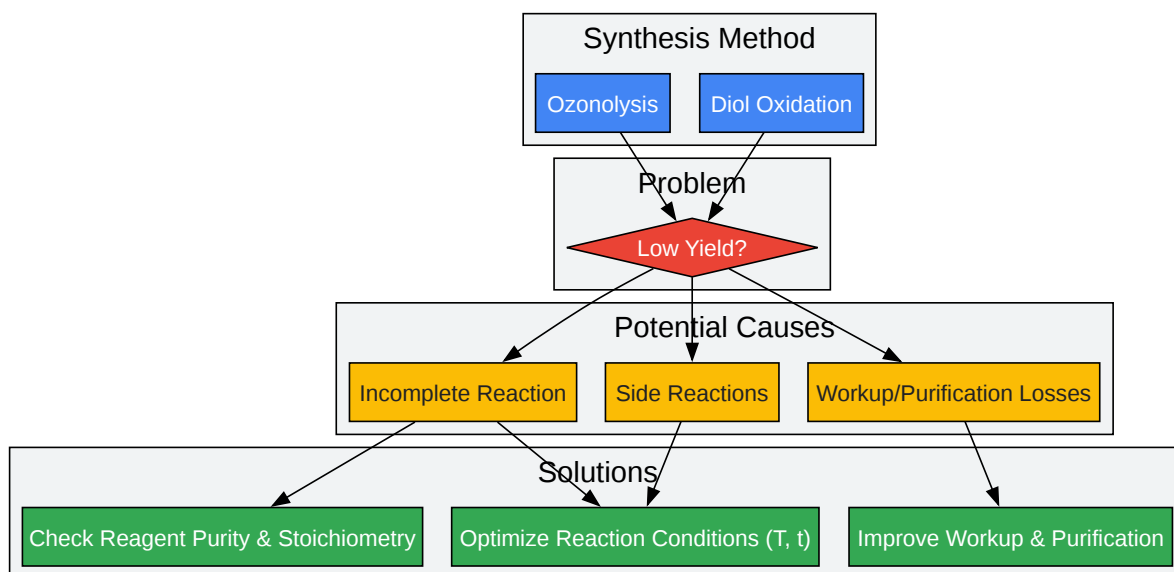 Synthesis Method
Ozonolysis
Diol Oxidation
Problem
Low Yield?
Potential Causes
Incomplete Reaction
Side Reactions
Workup/Purification Losses
Solutions
Check Reagent Purity & Stoichiometry
Optimize Reaction Conditions (T, t)
Improve Workup & Purification